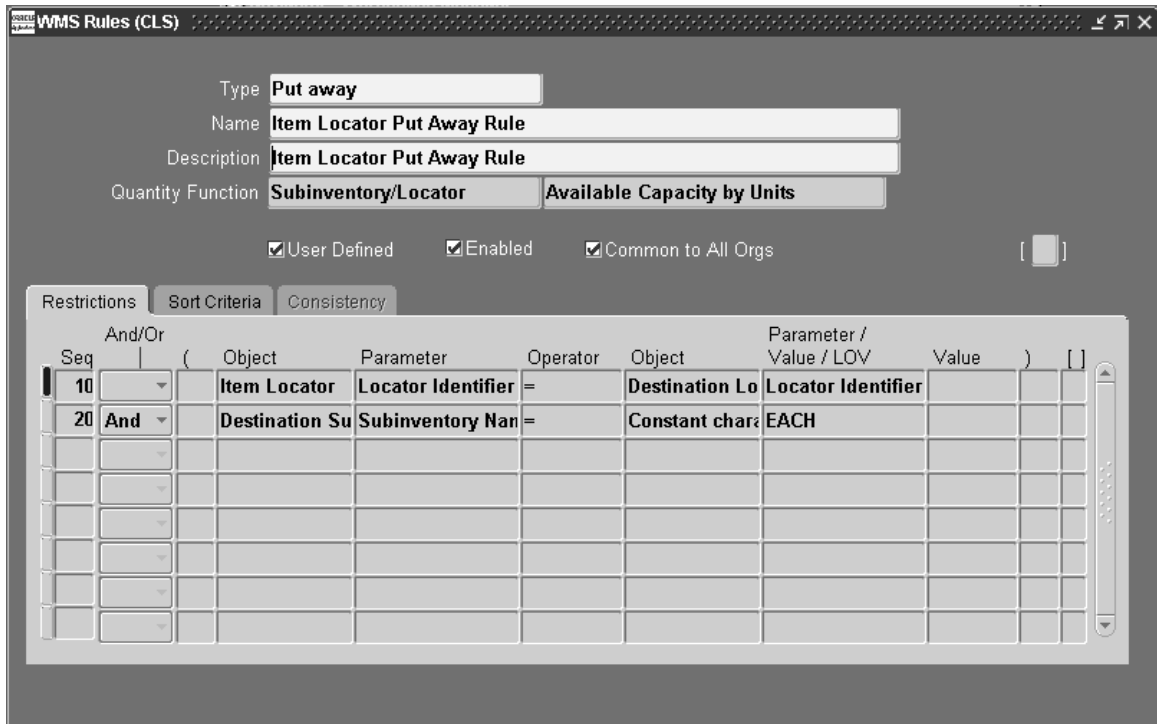 WMS Rules (CLS)
Type Put away
Name Item Locator Put Away Rule
Description Item Locator Put Away Rule
Quantity Function Subinventory/Locator Available Capacity by Units
User Defined Enabled Common to All Orgs [ ]
Restrictions Sort Criteria Consistency
And/Or Parameter /
Seq | ( Object Parameter Operator Object Value / LOV Value ) [ ]
10 Item Locator Locator Identifier = Destination Lo Locator Identifier
20 And Destination Su Subinventory Nan = Constant chara EACH